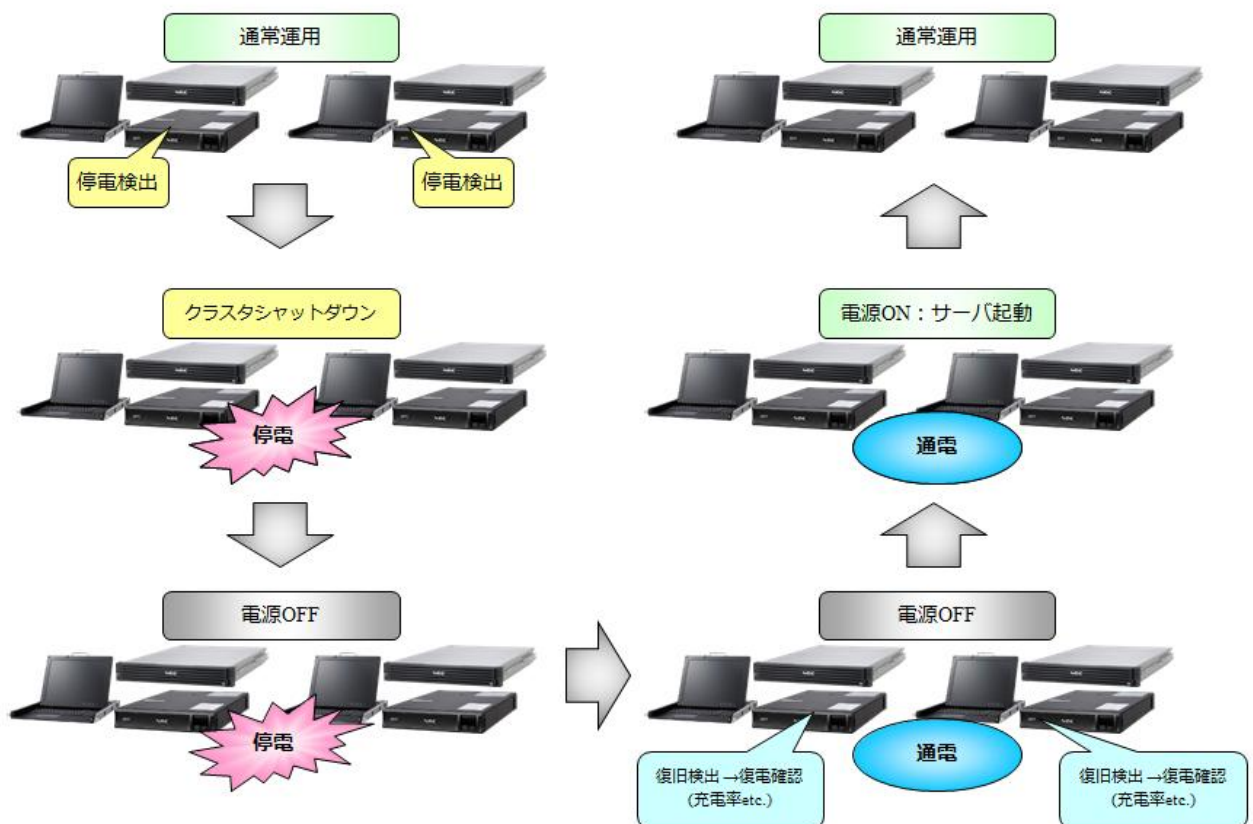 通常運用
停電検出
停電検出
クラスタシャットダウン
停電
電源OFF
停電
電源OFF
通電
復旧検出→復電確認
(充電率etc.)
復旧検出→復電確認
(充電率etc.)
電源ON：サーバ起動
通電
通常運用